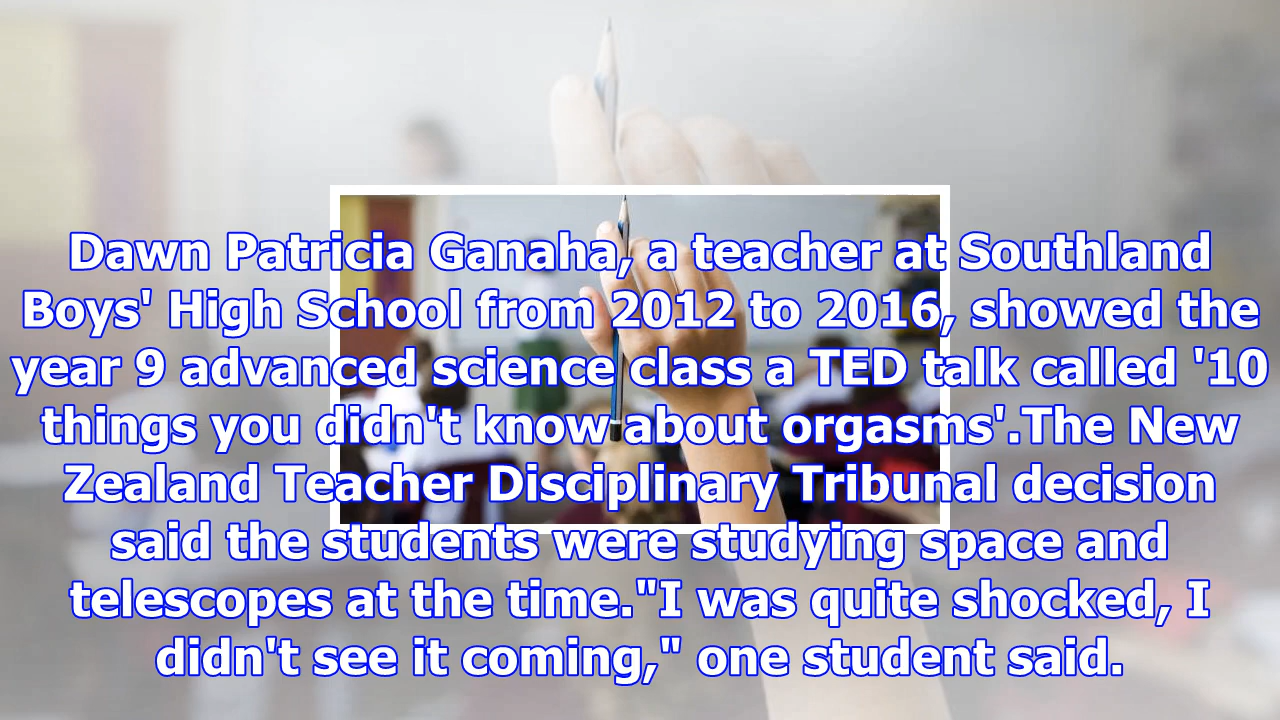 Dawn Patricia Ganaha, a teacher at Southland
Boys' High School from 2012 to 2016, showed the
year 9 advanced science class a TED talk called '10
things you didn't know about orgasms'.The New
Zealand Teacher Disciplinary Tribunal decision
said the students were studying space and
telescopes at the time."I was quite shocked, I
didn't see it coming," one student said.